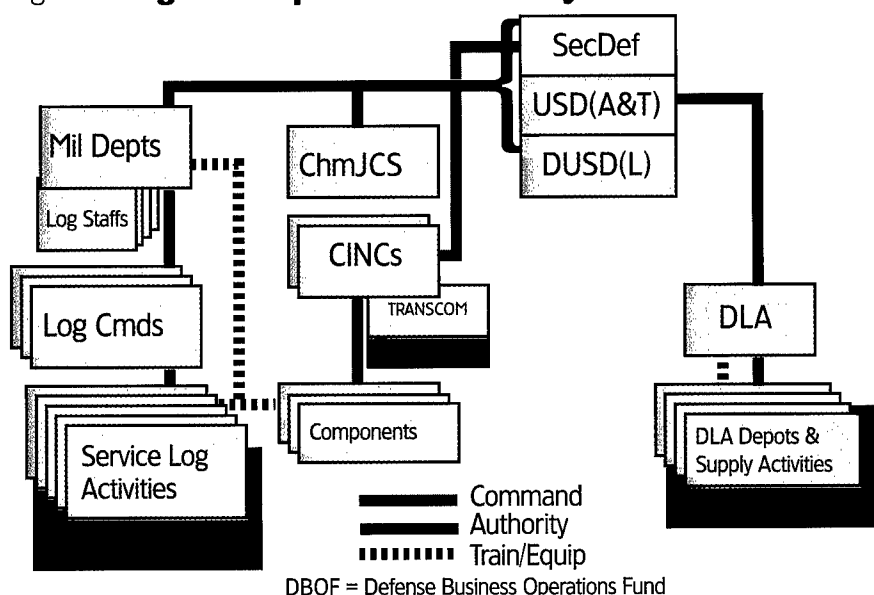 SecDef
USD(A&T)
DUSD(L)
Mil Depts
Log Staffs
ChmJCS
CINCs
TRANSCOM
Log Cmds
DLA
Components
Service Log
Activities
DLA Depots &
Supply Activities
Command
Authority
Train/Equip
DBOF = Defense Business Operations Fund